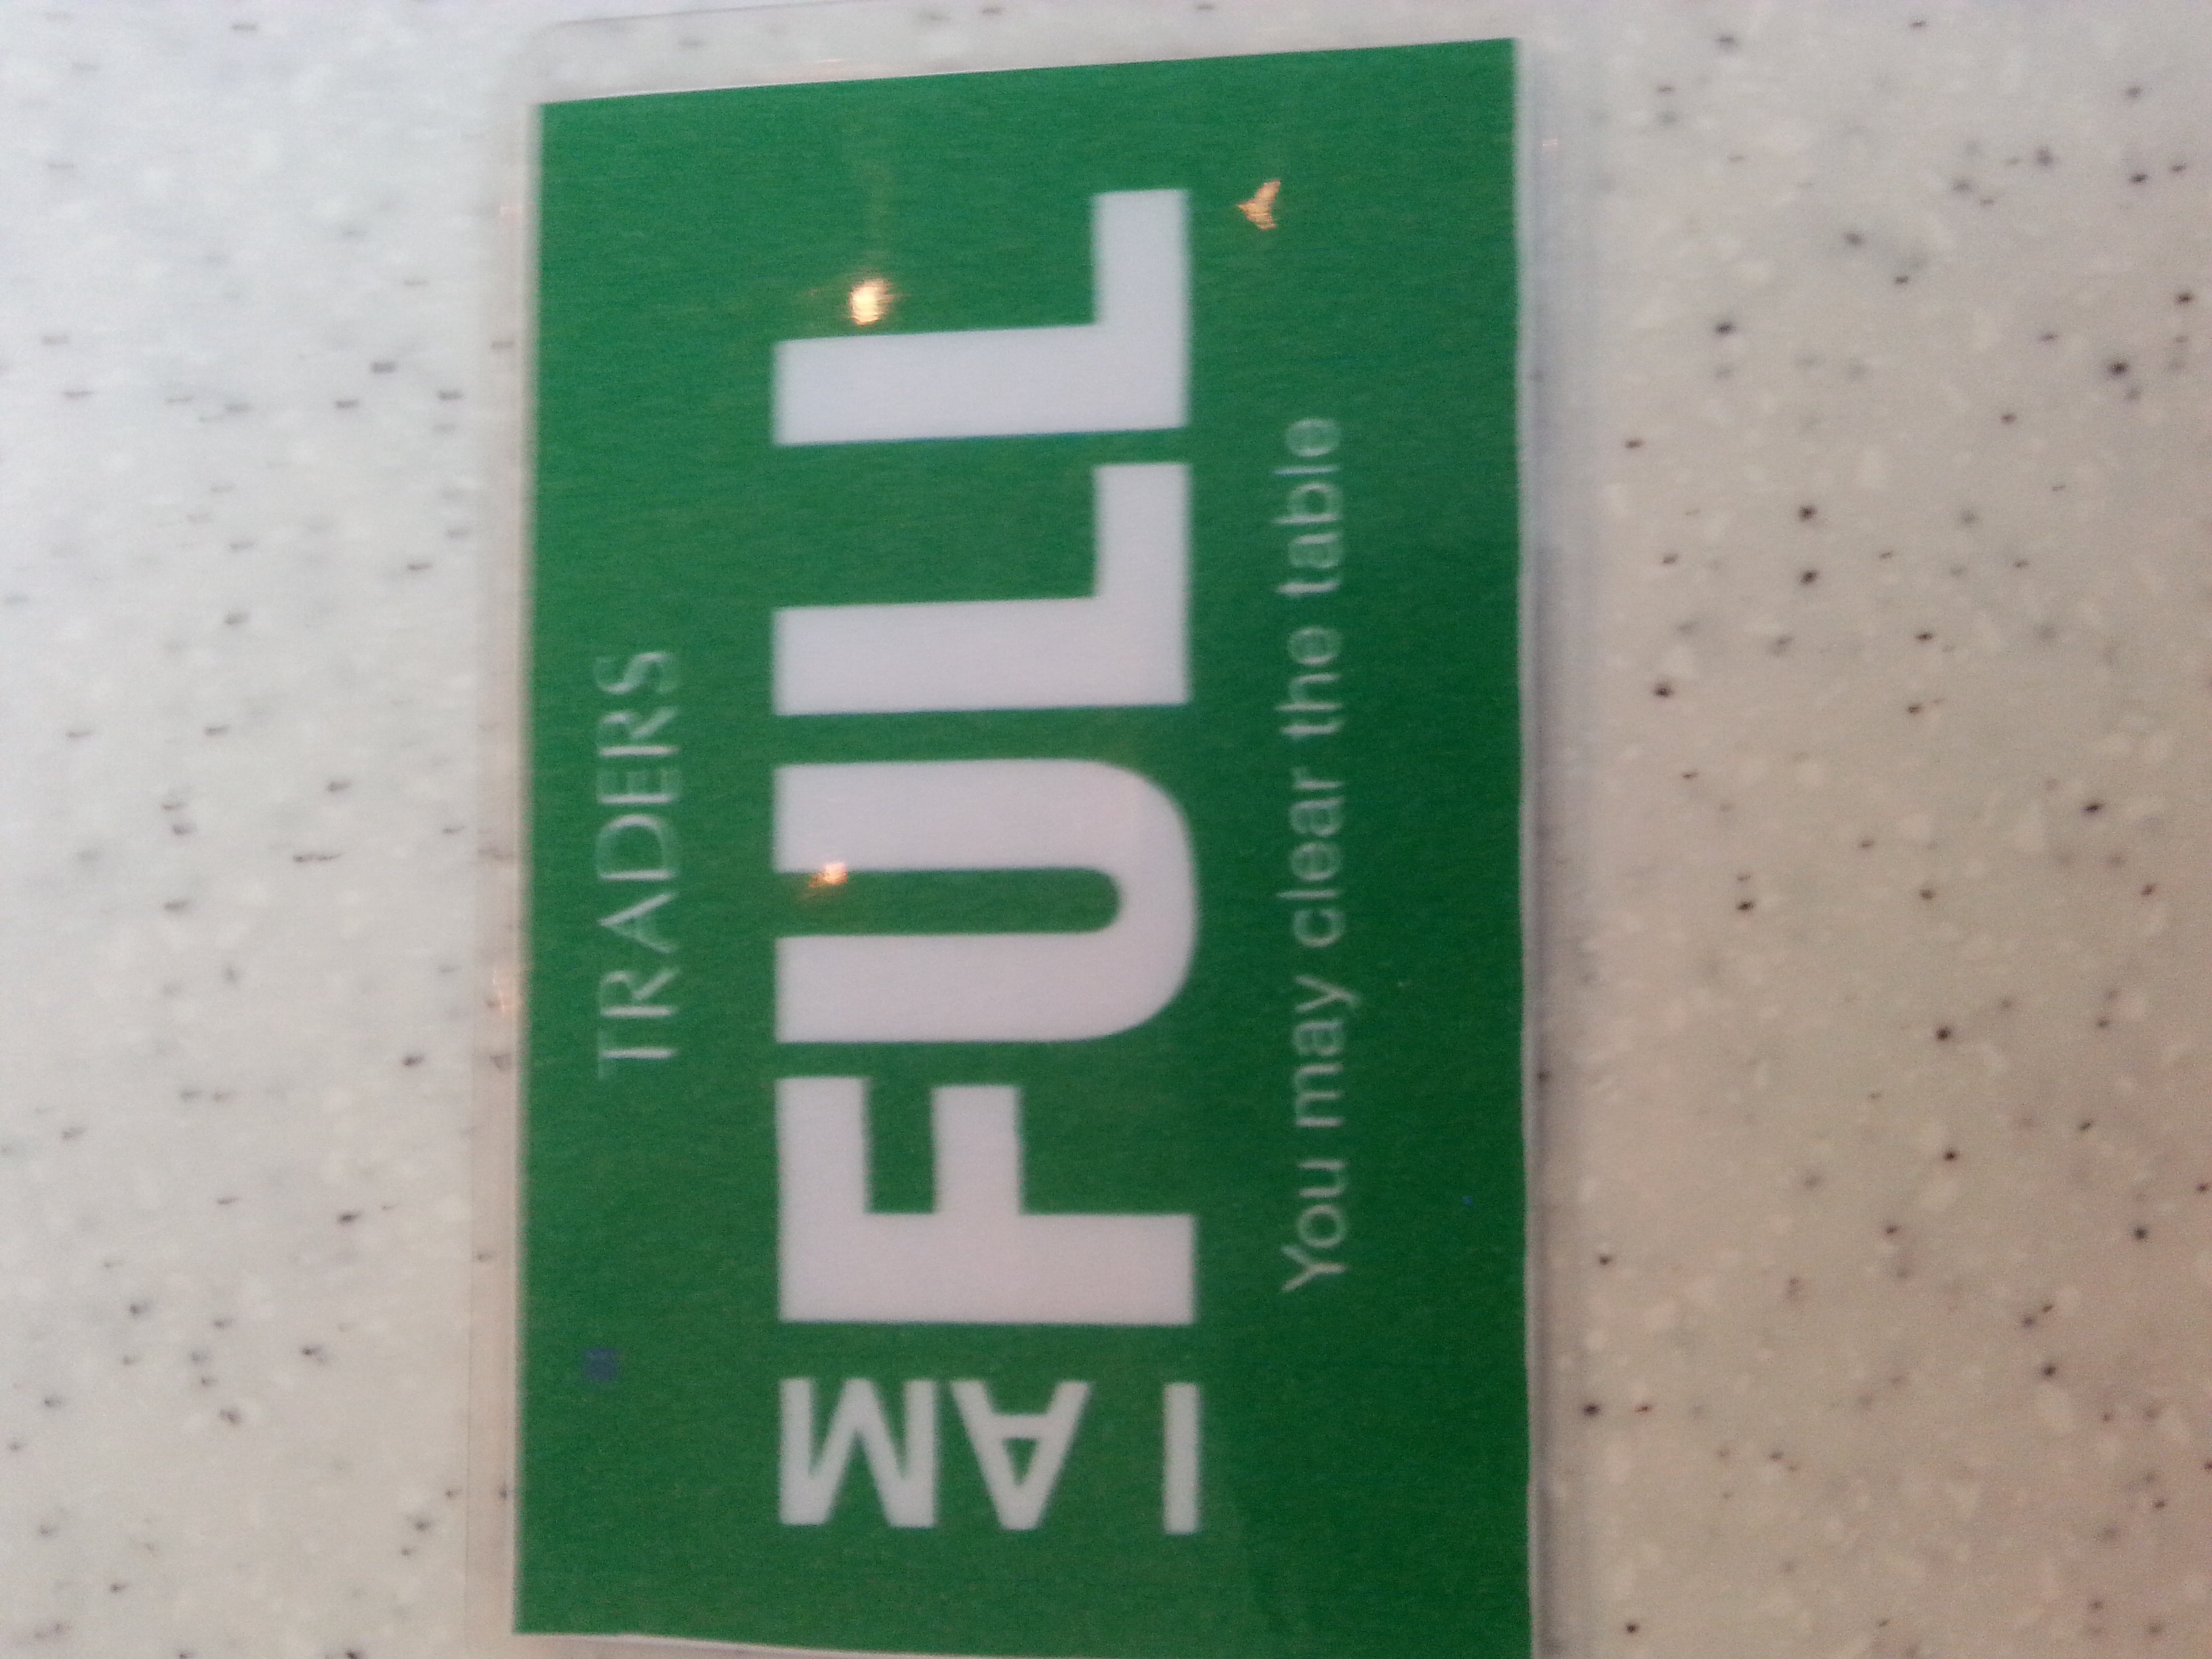 TRADERS
I AM FULL
You may clear the table